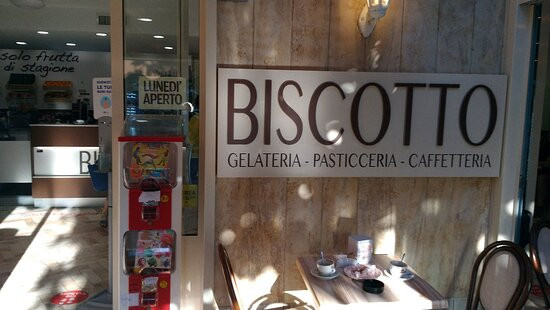 solo frutta
di stagione
LUNEDI'
APERTO
BISCOTTO
GELATERIA - PASTICCERIA - CAFFETTERIA